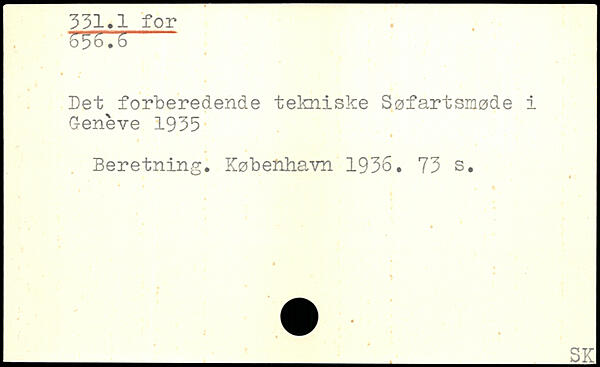 331.1 for
656.6
Det forberedende tekniske Søfartsmøde i
Genève 1935
Beretning. København 1936. 73 s.
SK